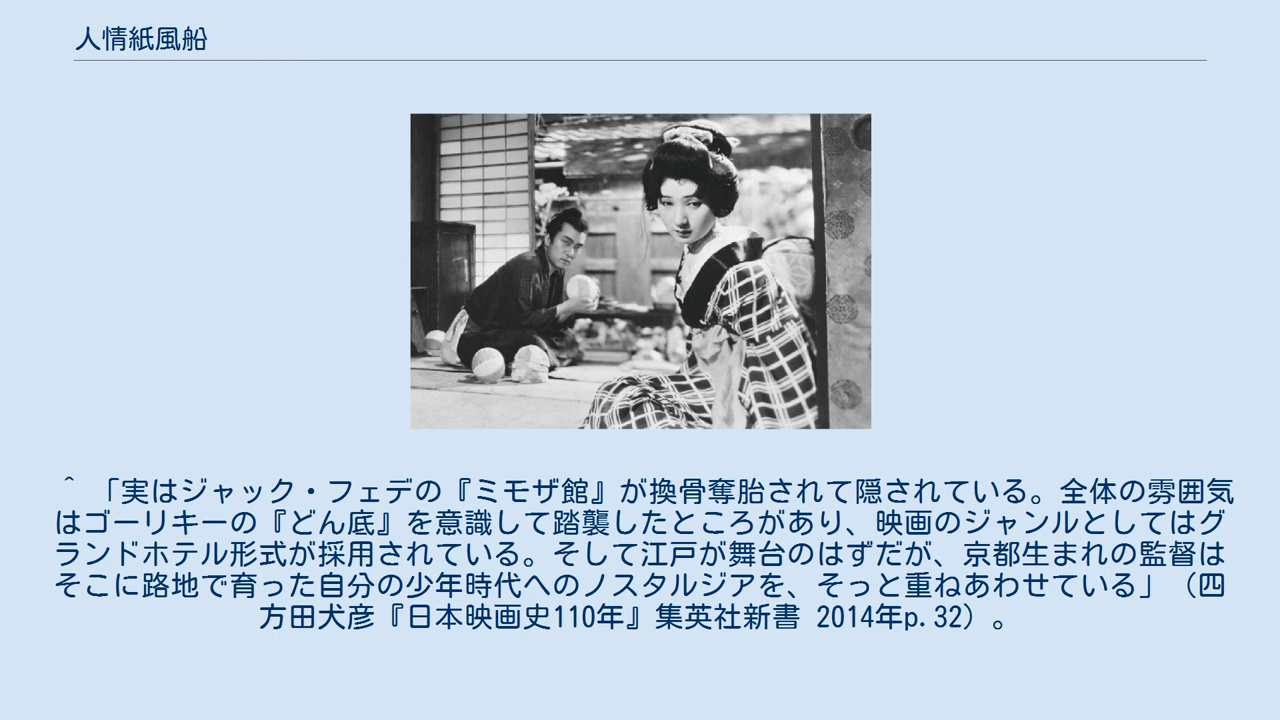 人情紙風船
^ 「実はジャック・フェデの『ミモザ館』が換骨奪胎されて隠されている。全体の雰囲気
はゴーリキーの『どん底』を意識して踏襲したところがあり、映画のジャンルとしてはグ
ランドホテル形式が採用されている。そして江戸が舞台のはずだが、京都生まれの監督は
そこに路地で育った自分の少年時代へのノスタルジアを、そっと重ねあわせている」（四
方田犬彦『日本映画史110年』集英社新書 2014年p.32）。